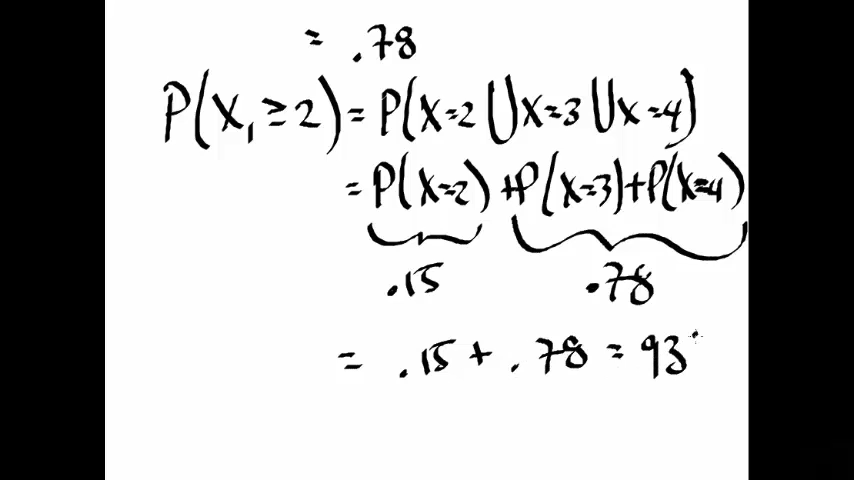 = .78
P(X₁ ≥ 2) = P(X=2 ∪ X=3 ∪ X=4)
= P(X=2) + P(X=3) + P(X=4)
.15 .78
= .15 + .78 = 93